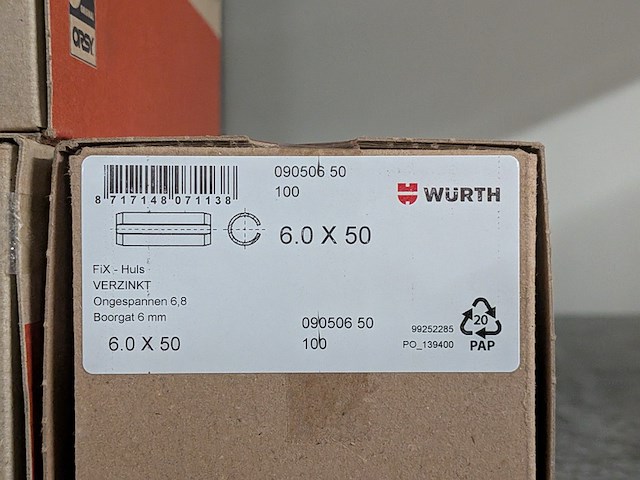 ORSY
090506 50
100
WÜRTH
8 717148 071138
6.0 X 50
FiX - Huls
VERZINKT
Ongespannen 6,8
Boorgat 6 mm
6.0 X 50
090506 50
100
99252285
PO_139400
20
PAP